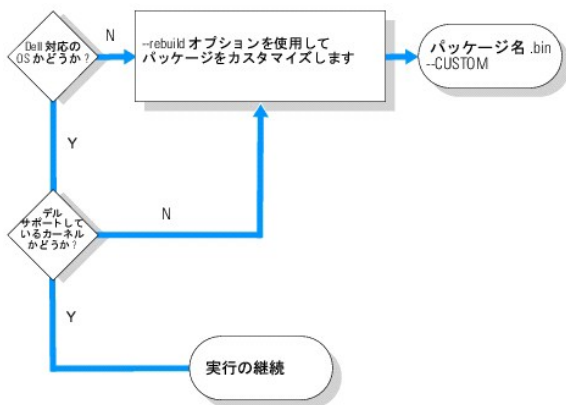 Dell 対応の
OS かどうか?
N
--rebuild オプションを使用して
パッケージをカスタマイズします
パッケージ名 .bin
--CUSTOM
Y
デル
サポートして
いるカーネル
かどうか?
N
Y
実行の継続